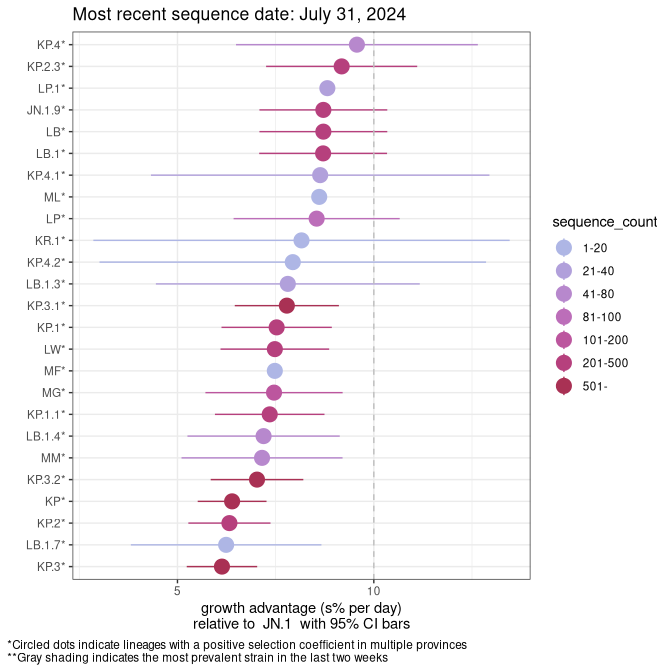 Most recent sequence date: July 31, 2024
KP.4*
KP.2.3*
LP.1*
JN.1.9*
LB*
LB.1*
KP.4.1*
ML*
LP*
KR.1*
KP.4.2*
LB.1.3*
KP.3.1*
KP.1*
LW*
MF*
MG*
KP.1.1*
LB.1.4*
MM*
KP.3.2*
KP*
KP.2*
LB.1.7*
KP.3*
5
10
growth advantage (s% per day)
relative to JN.1 with 95% CI bars
sequence_count
1-20
21-40
41-80
81-100
101-200
201-500
501-
*Circled dots indicate lineages with a positive selection coefficient in multiple provinces
**Gray shading indicates the most prevalent strain in the last two weeks